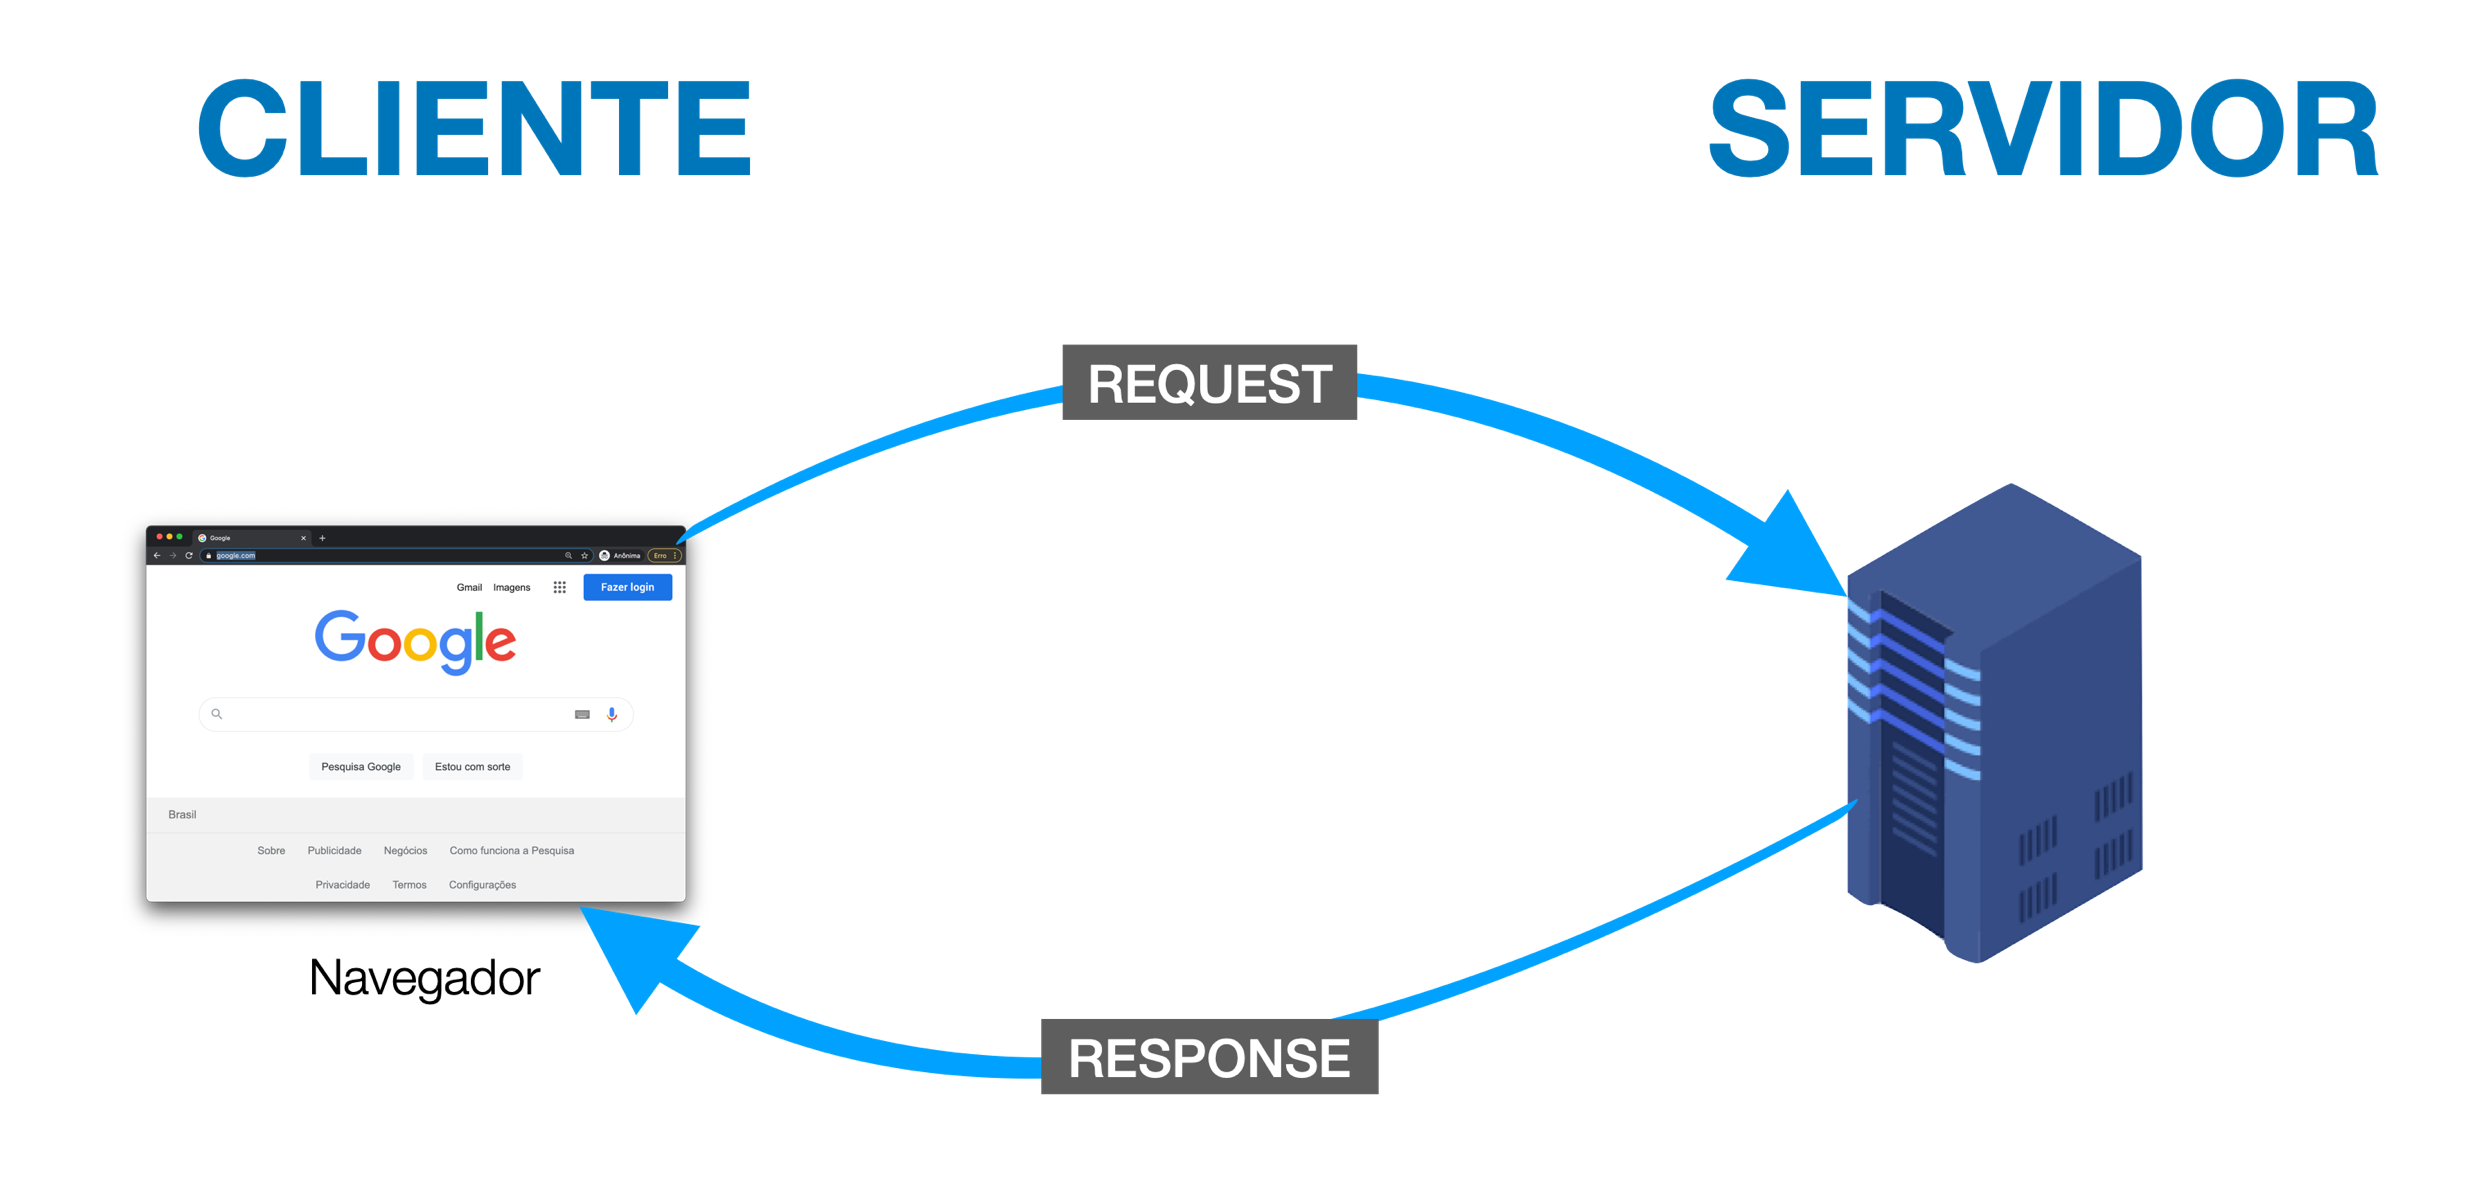 CLIENTE
SERVIDOR
REQUEST
Google
google.com
Anônima
Erro
Gmail Imagens Fazer login
Google
Pesquisa Google Estou com sorte
Brasil
Sobre Publicidade Negócios Como funciona a Pesquisa
Privacidade Termos Configurações
Navegador
RESPONSE